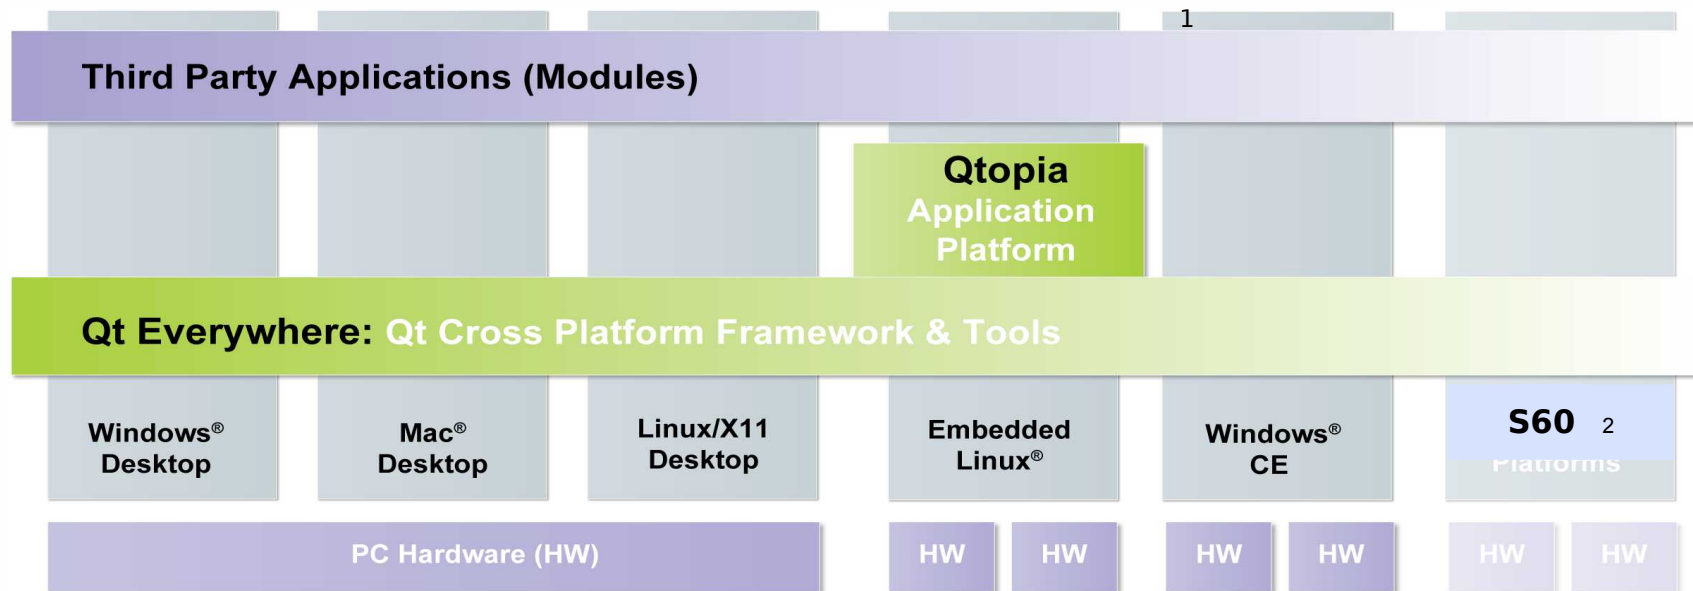 1
Third Party Applications (Modules)
Qtopia
Application
Platform
Qt Everywhere: Qt Cross Platform Framework & Tools
Windows®
Desktop
Mac®
Desktop
Linux/X11
Desktop
Embedded
Linux®
Windows®
CE
S60 2
Platforms
PC Hardware (HW)
HW
HW
HW
HW
HW
HW